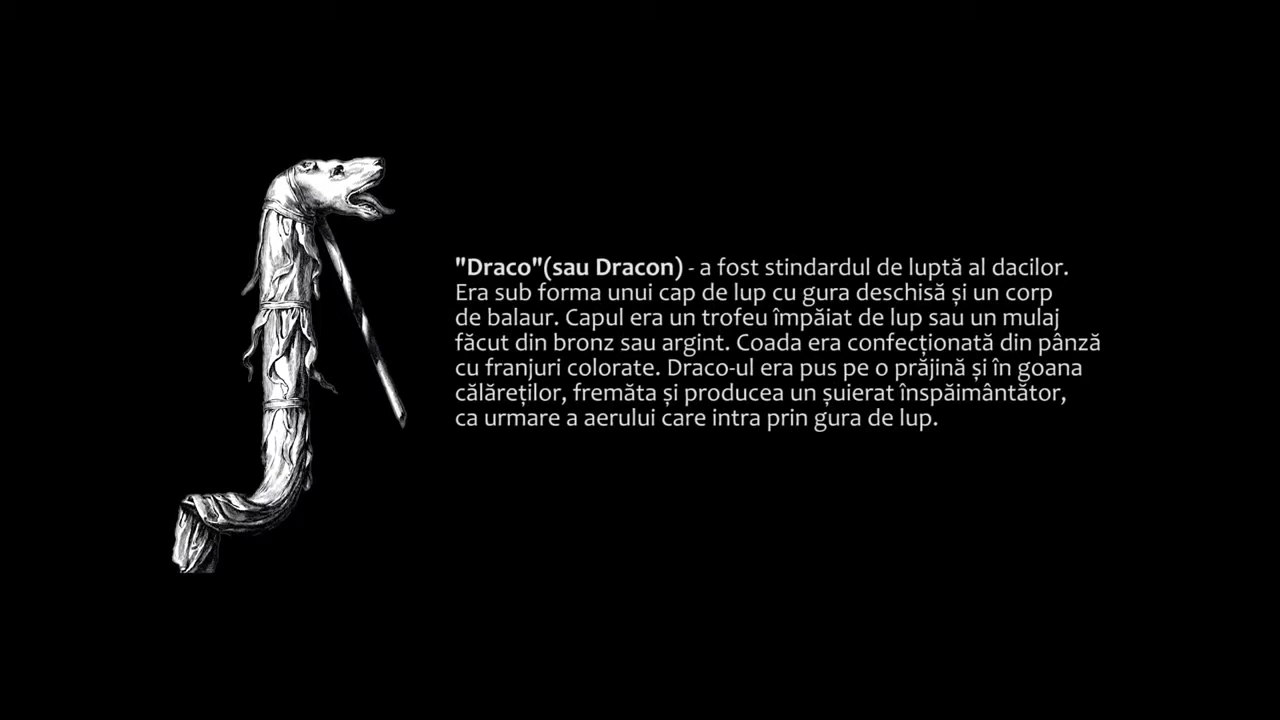 "Draco"(sau Dracon) - a fost stindardul de luptă al dacilor.
Era sub forma unui cap de lup cu gura deschisă și un corp
de balaur. Capul era un trofeu împăiat de lup sau un mulaj
făcut din bronz sau argint. Coada era confecționată din pânză
cu franjuri colorate. Draco-ul era pus pe o prăjină și în goana
călăreților, fremăta și producea un șuierat înspăimântător,
ca urmare a aerului care intra prin gura de lup.